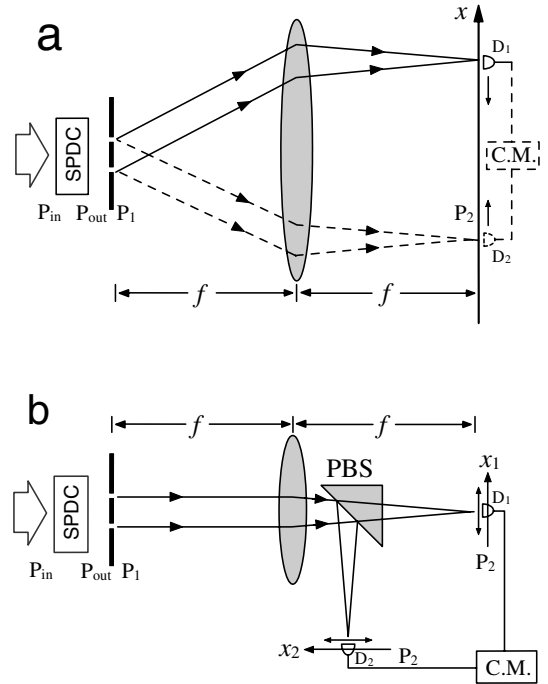 a
x
D1
SPDC
C.M.
Pin
Pout
P1
P2
D2
f
f
b
f
f
PBS
x1
SPDC
D1
Pin
Pout
P1
P2
x2
D2
P2
C.M.